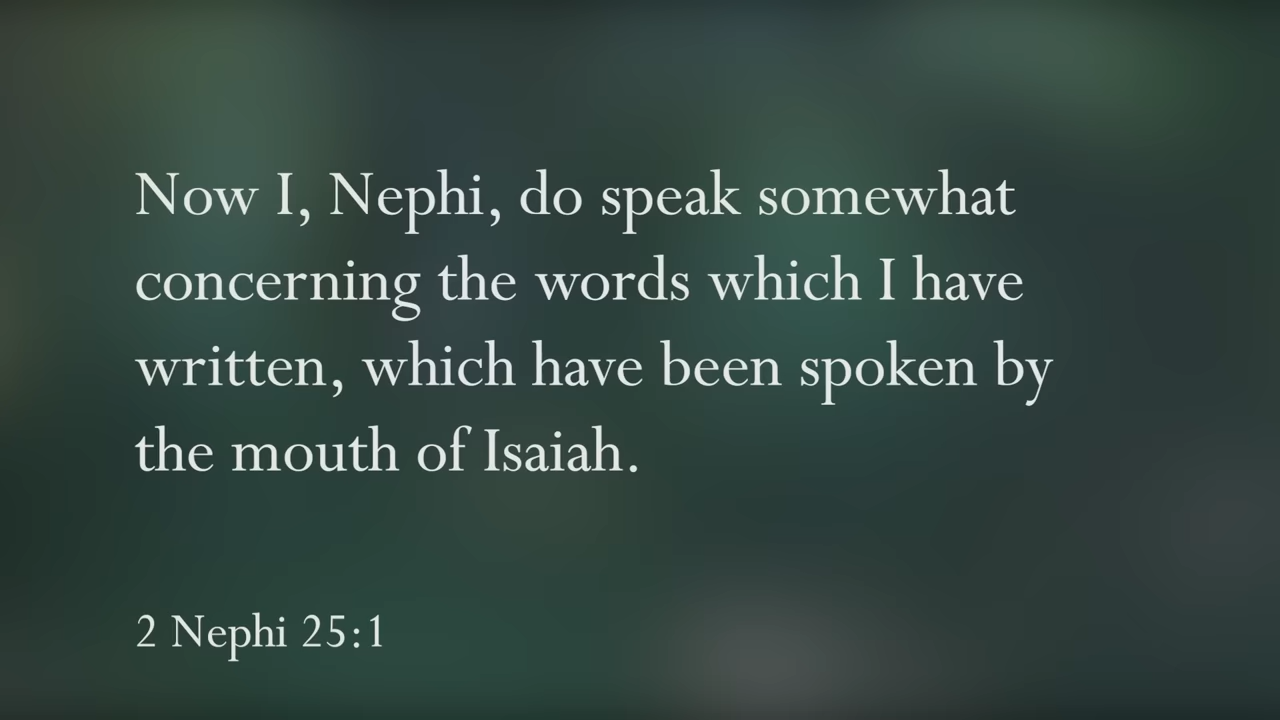 Now I, Nephi, do speak somewhat
concerning the words which I have
written, which have been spoken by
the mouth of Isaiah.
2 Nephi 25:1